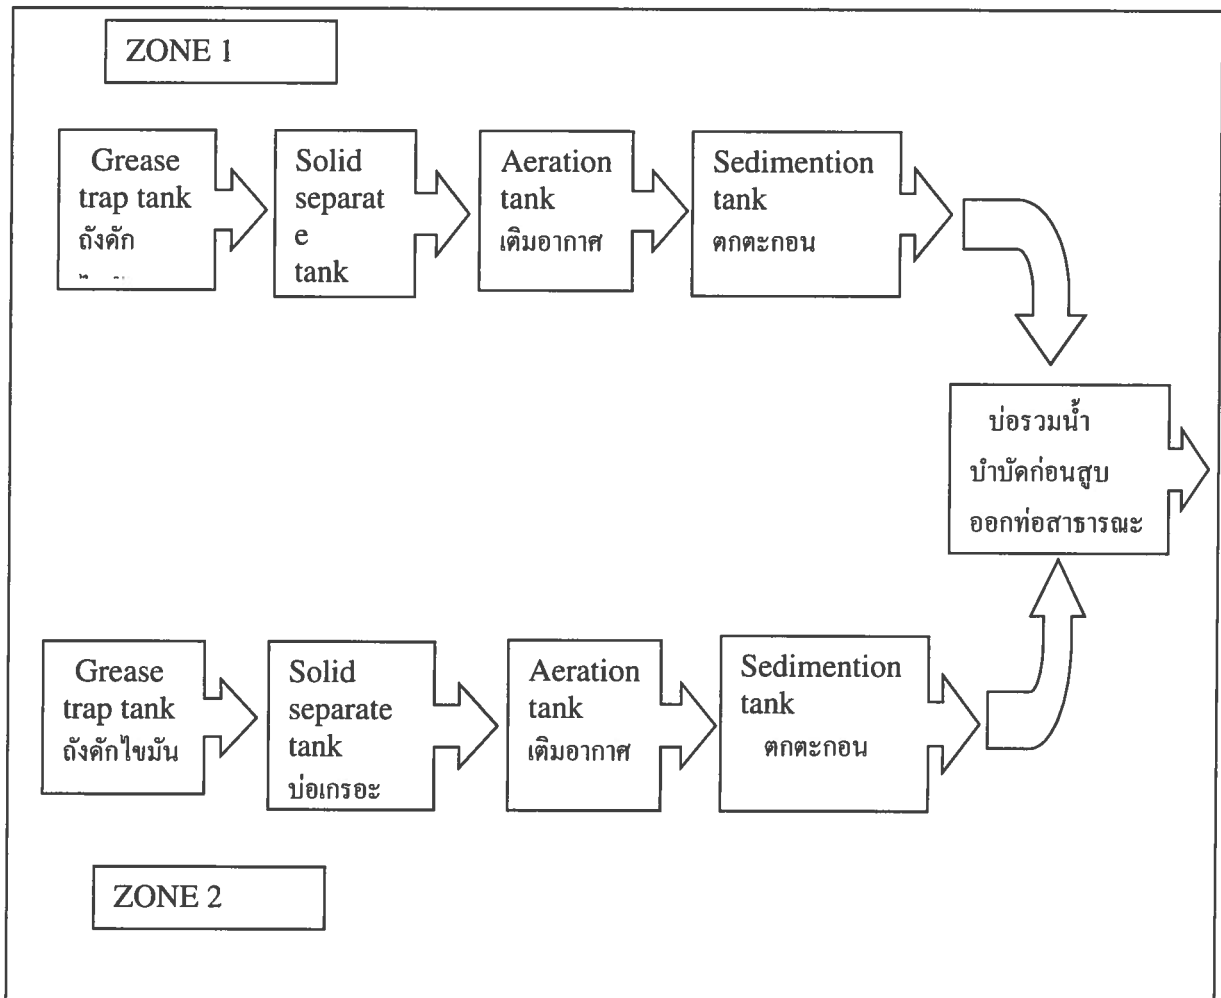 ZONE 1
Grease
trap tank
ถังดัก
Solid
separat
e
tank
Aeration
tank
เติมอากาศ
Sedimention
tank
ตกตะกอน
บ่อรวมน้ำ
บำบัดก่อนสูบ
ออกท่อสาธารณะ
Grease
trap tank
ถังดักไขมัน
Solid
separate
tank
บ่อเกรอะ
Aeration
tank
เติมอากาศ
Sedimention
tank
ตกตะกอน
ZONE 2